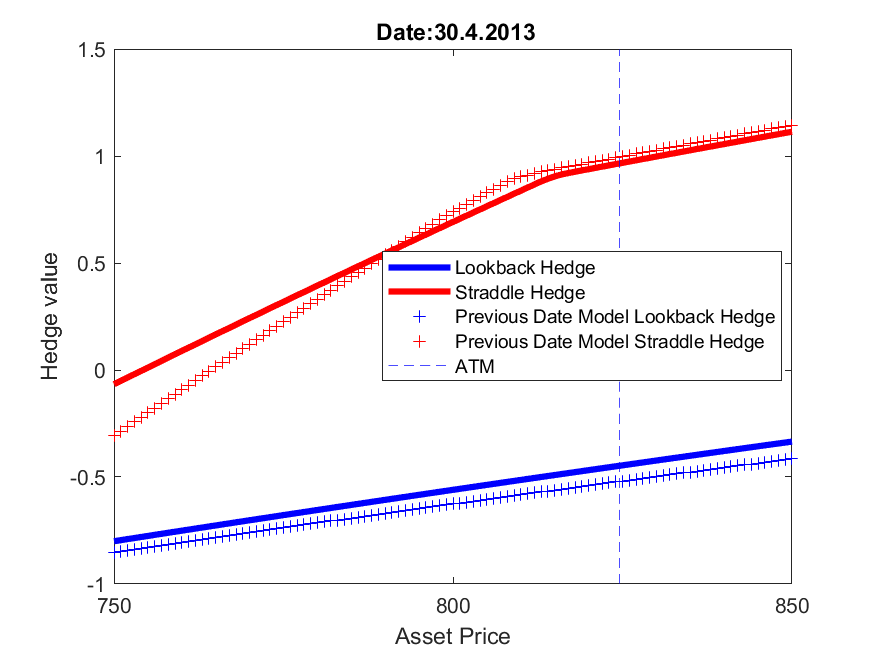 Date:30.4.2013
1.5
1
0.5
0
-0.5
-1
Hedge value
Lookback Hedge
Straddle Hedge
Previous Date Model Lookback Hedge
Previous Date Model Straddle Hedge
ATM
750
800
850
Asset Price